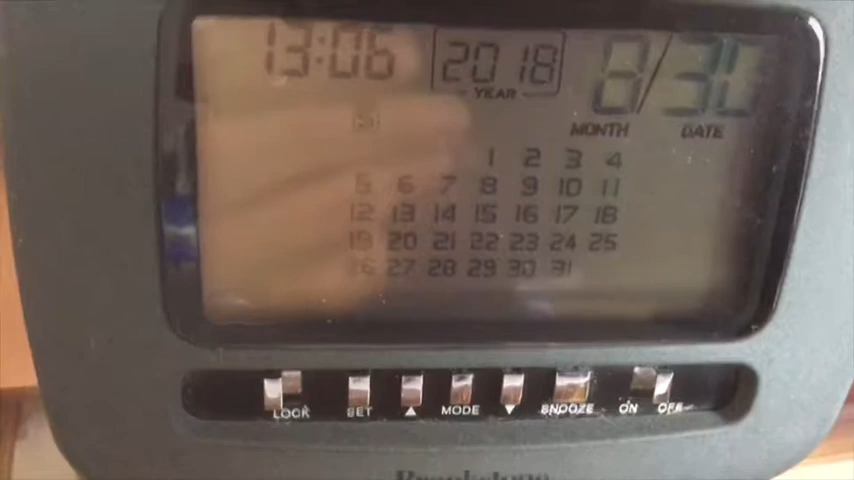 13:06 2018 8/30
YEAR MONTH DATE
1 2 3 4
5 6 7 8 9 10 11
12 13 14 15 16 17 18
19 20 21 22 23 24 25
26 27 28 29 30 31
LOCK SET ▲ MODE ▼ SNOOZE ON OFF
Brookstone